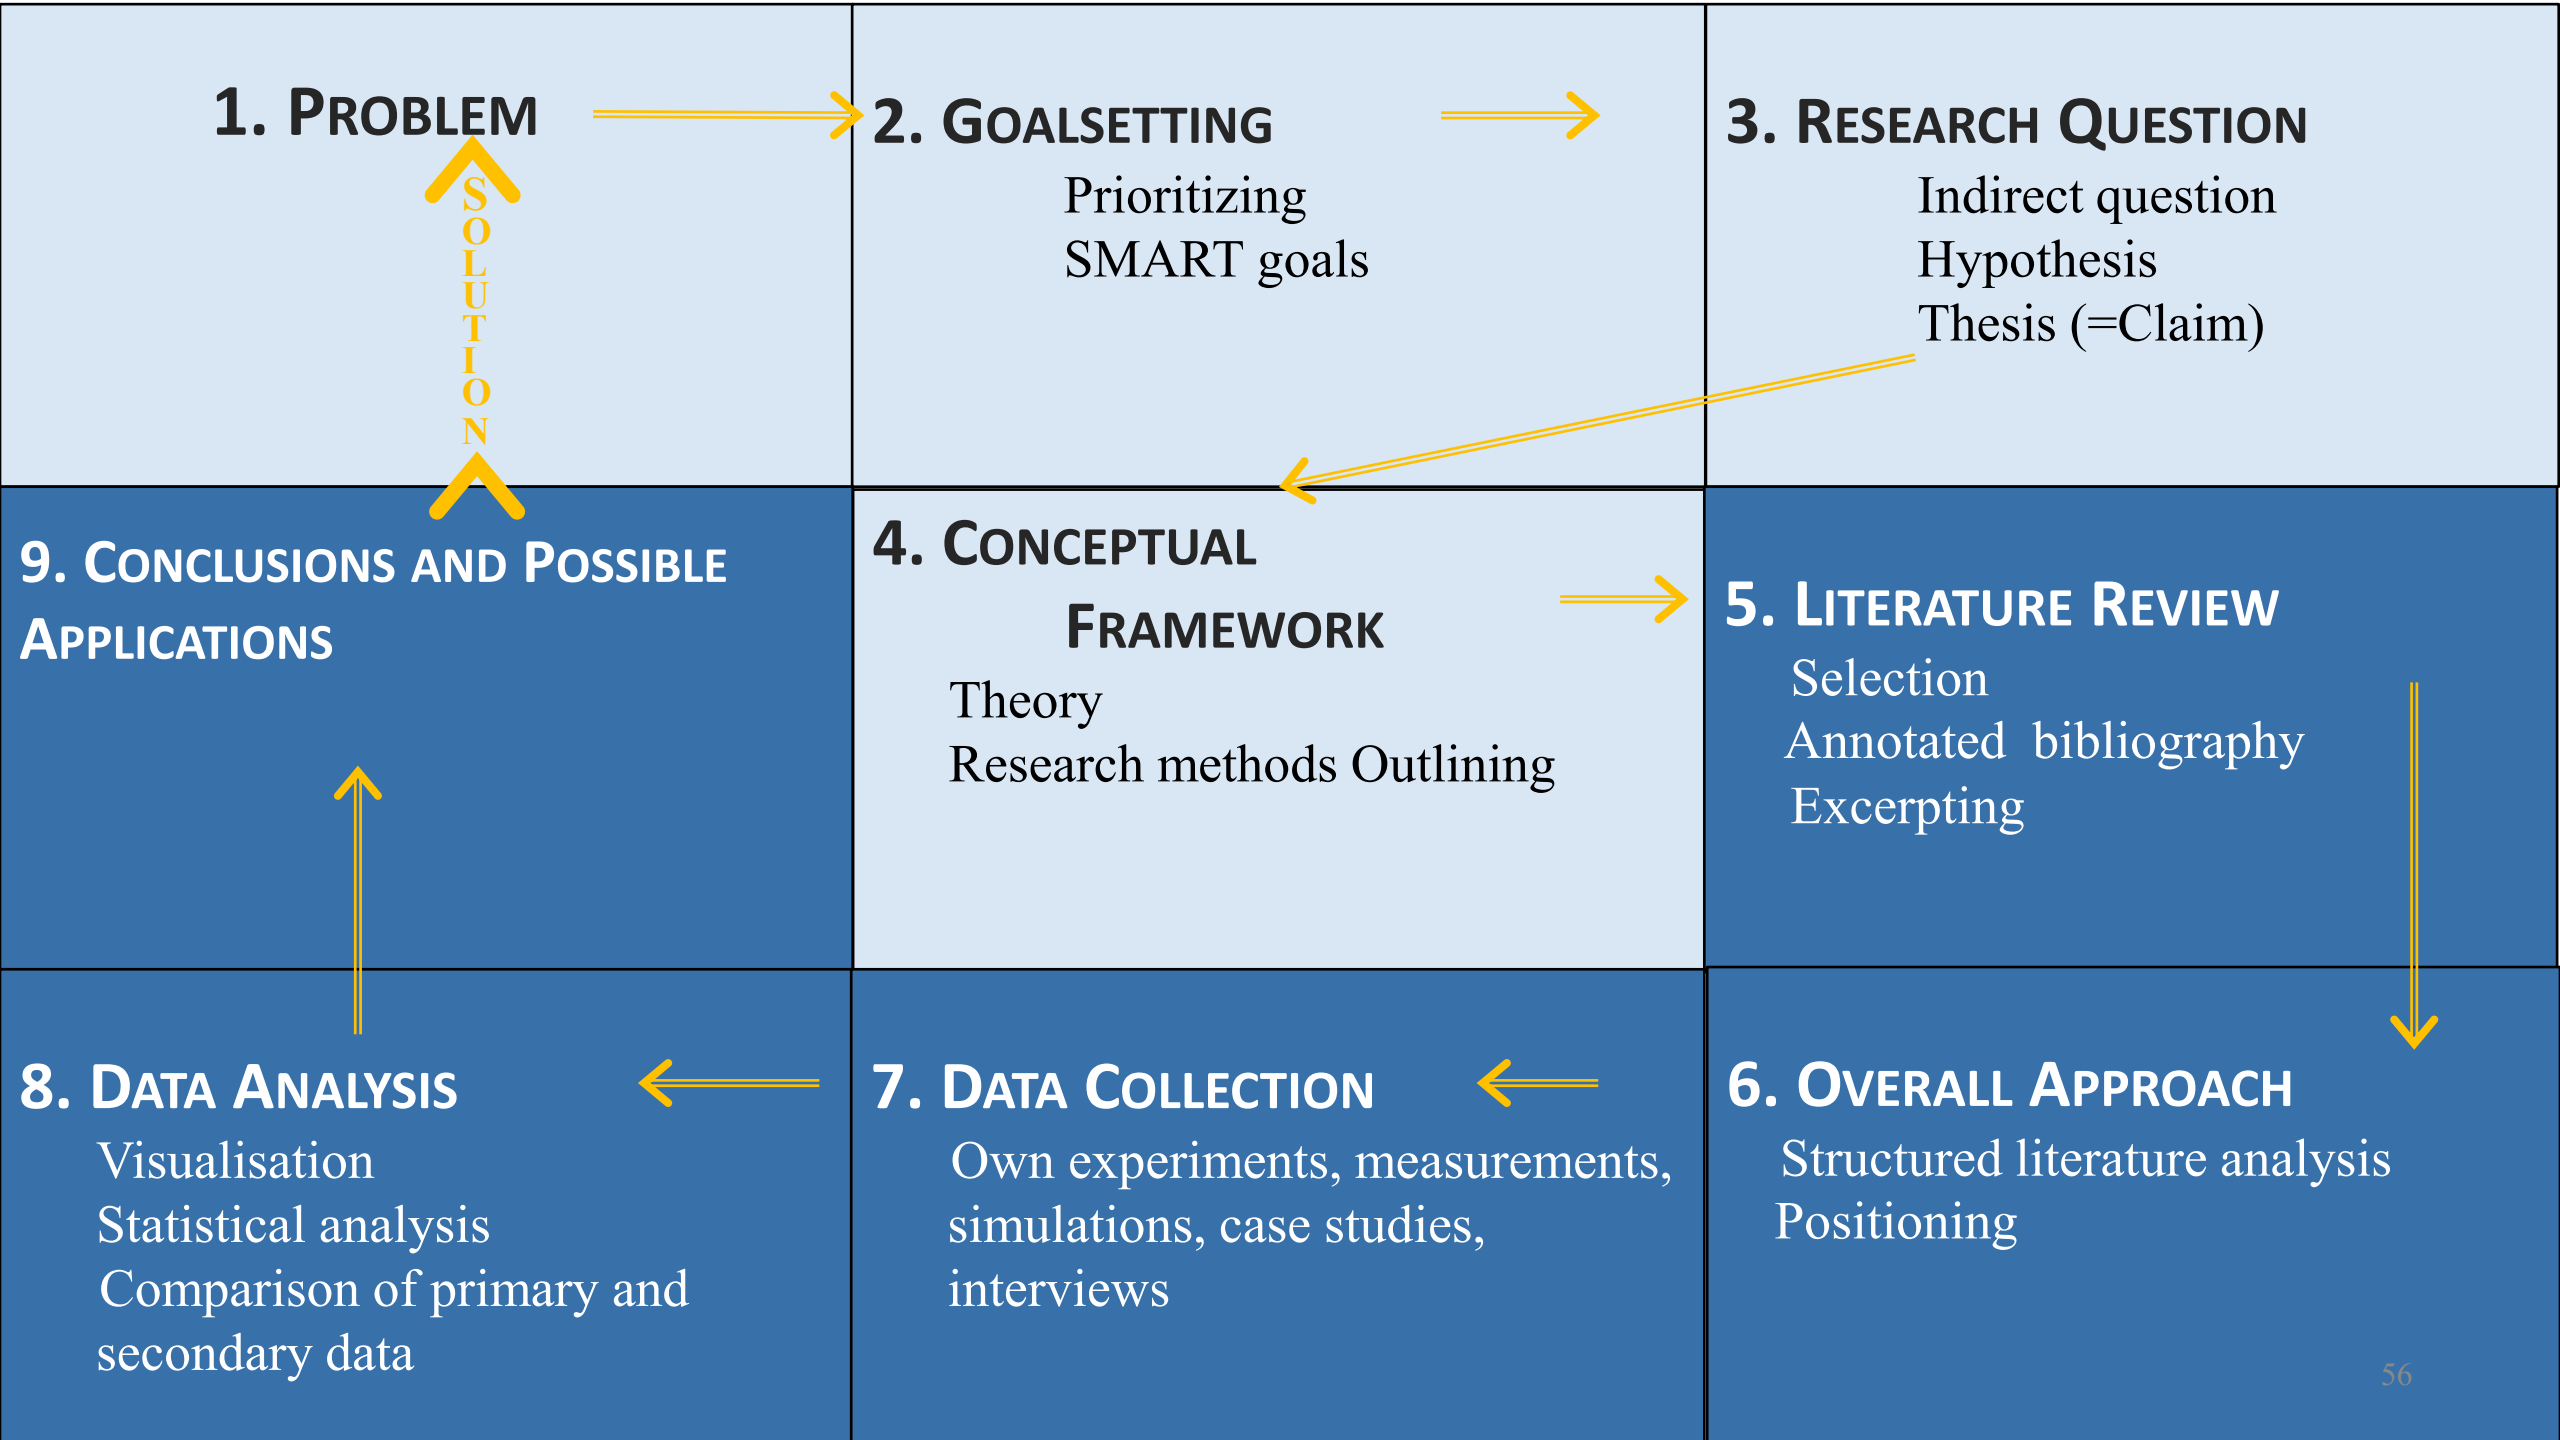 1. PROBLEM
SOLUTION
2. GOALSETTING
Prioritizing
SMART goals
3. RESEARCH QUESTION
Indirect question
Hypothesis
Thesis (=Claim)
4. CONCEPTUAL
FRAMEWORK
Theory
Research methods Outlining
5. LITERATURE REVIEW
Selection
Annotated bibliography
Excerpting
6. OVERALL APPROACH
Structured literature analysis
Positioning
7. DATA COLLECTION
Own experiments, measurements,
simulations, case studies,
interviews
8. DATA ANALYSIS
Visualisation
Statistical analysis
Comparison of primary and
secondary data
9. CONCLUSIONS AND POSSIBLE
APPLICATIONS
56